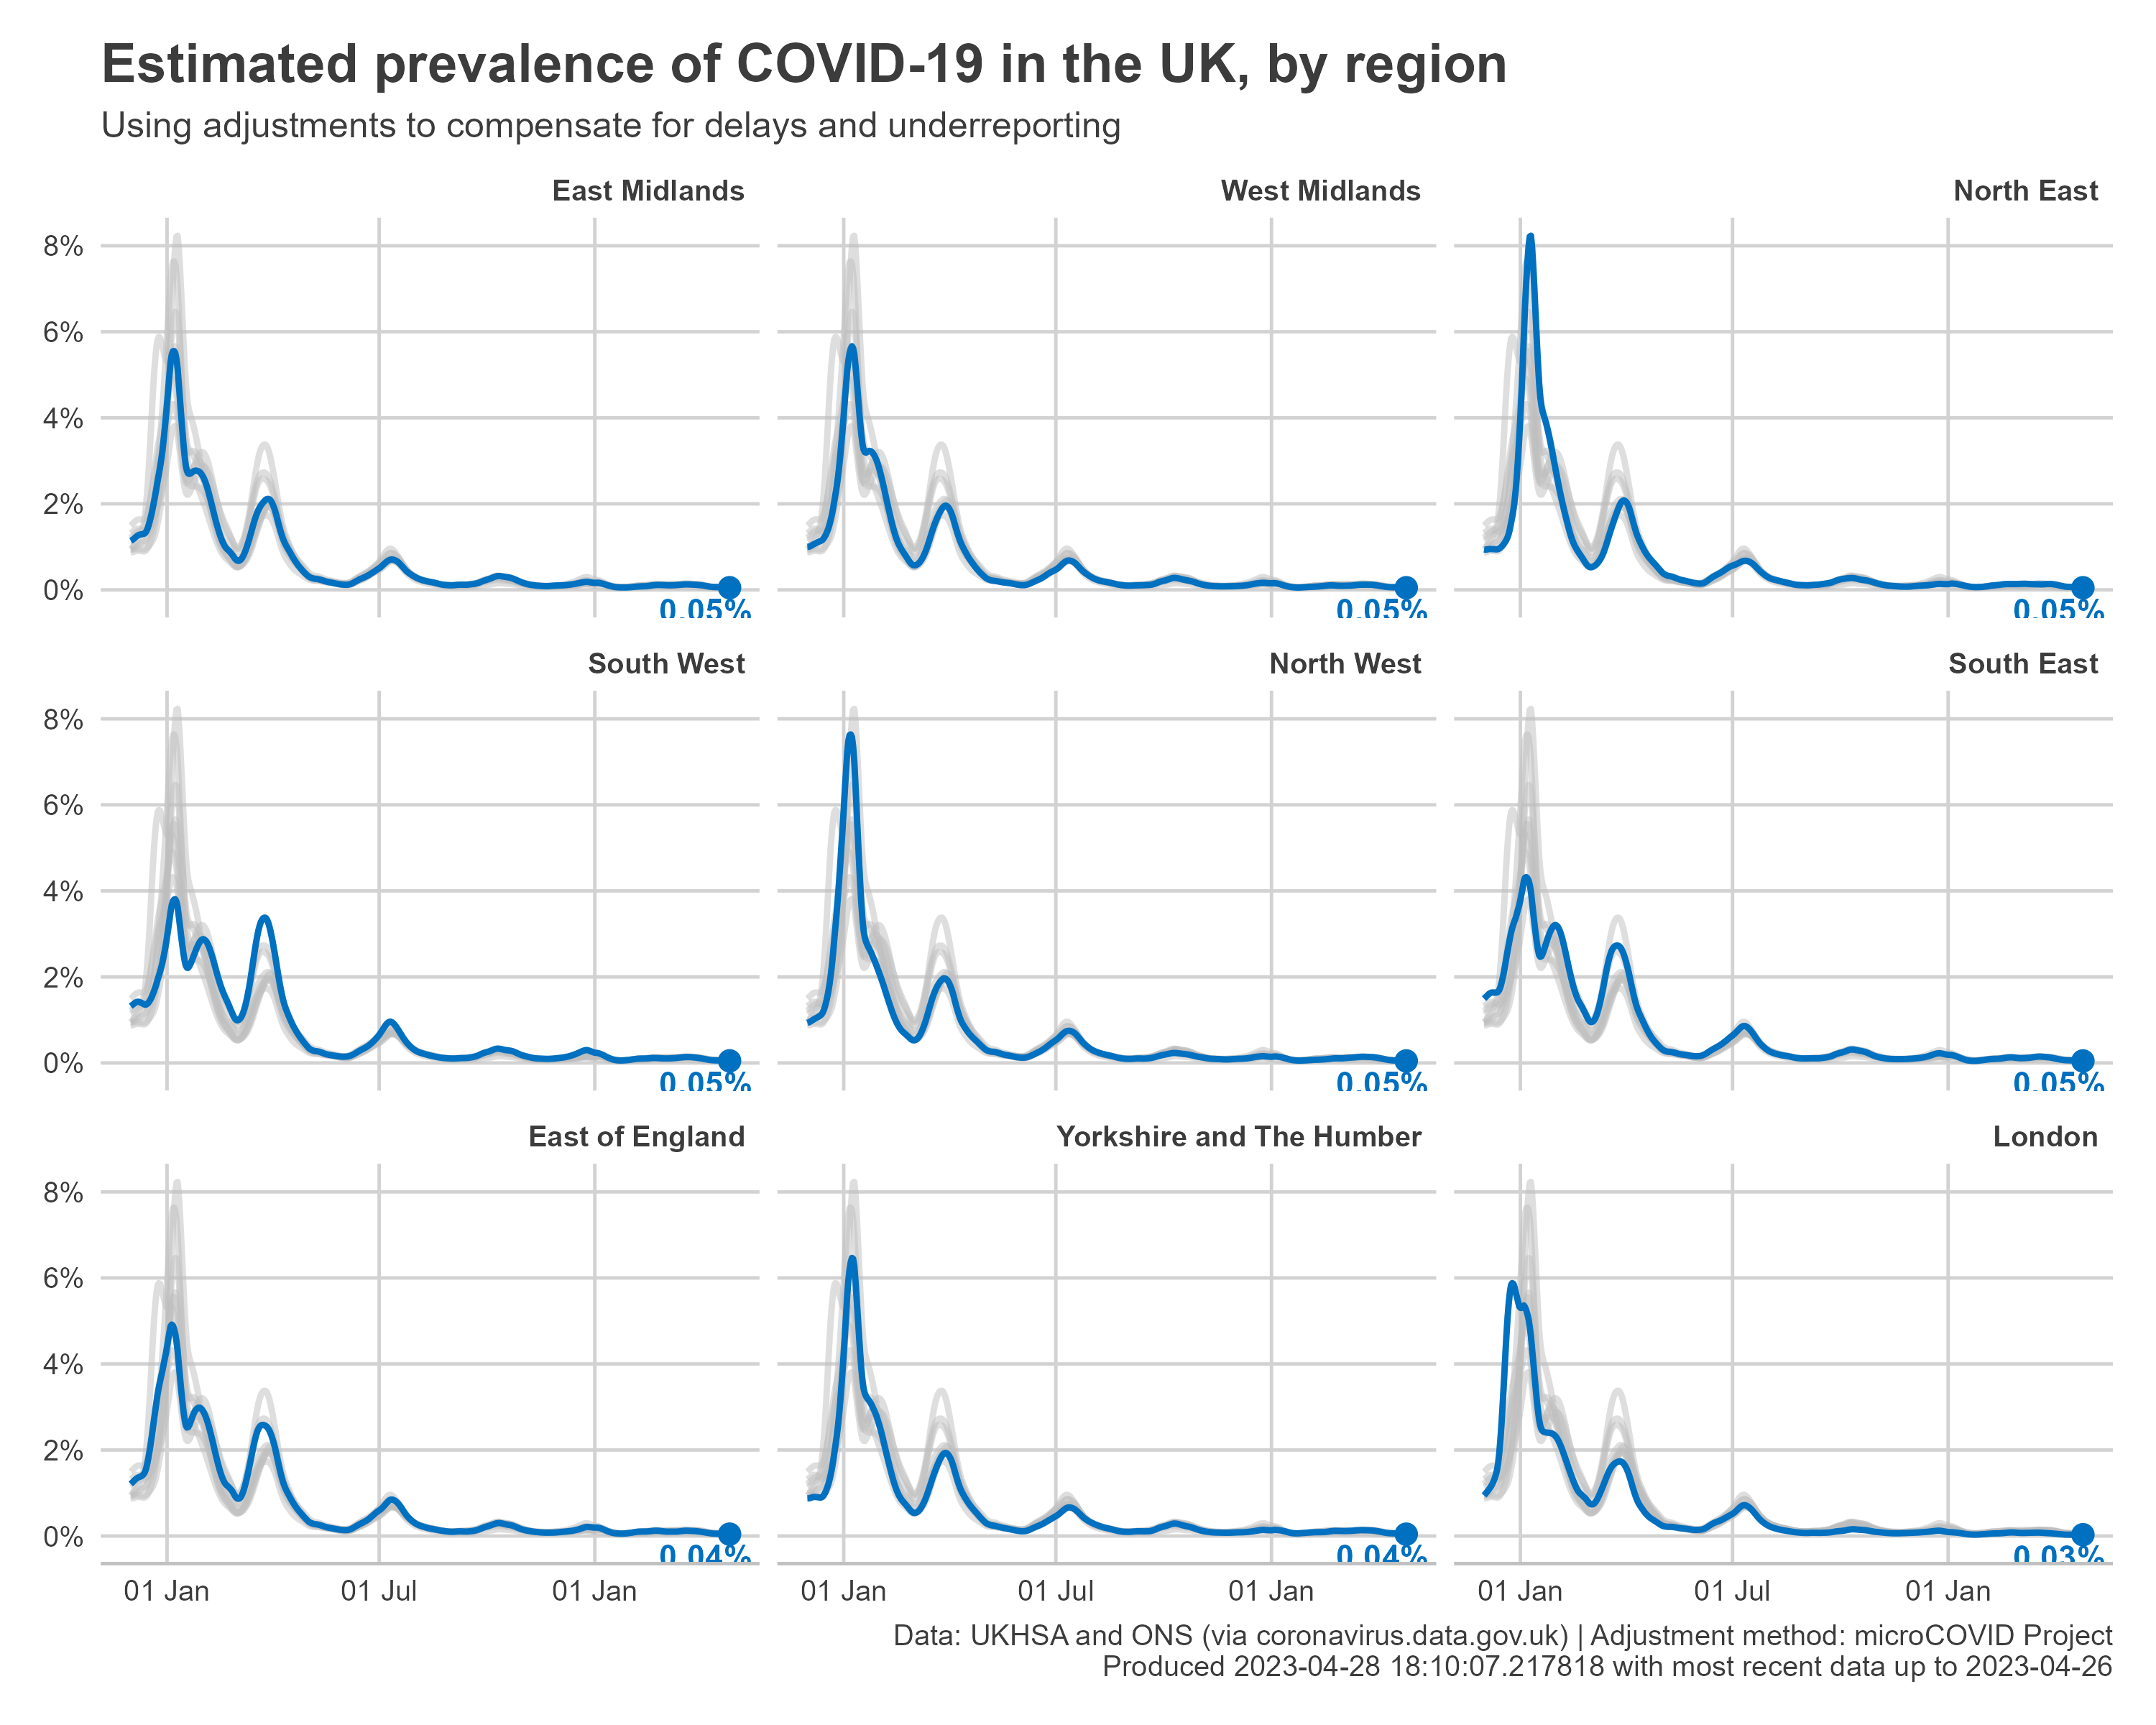 Estimated prevalence of COVID-19 in the UK, by region
Using adjustments to compensate for delays and underreporting
East Midlands
West Midlands
North East
8%
6%
4%
2%
0%
0.05%
0.05%
0.05%
South West
North West
South East
8%
6%
4%
2%
0%
0.05%
0.05%
0.05%
East of England
Yorkshire and The Humber
London
8%
6%
4%
2%
0%
0.04%
0.04%
0.03%
01 Jan
01 Jul
01 Jan
01 Jan
01 Jul
01 Jan
01 Jan
01 Jul
01 Jan
Data: UKHSA and ONS (via coronavirus.data.gov.uk) | Adjustment method: microCOVID Project
Produced 2023-04-28 18:10:07.217818 with most recent data up to 2023-04-26